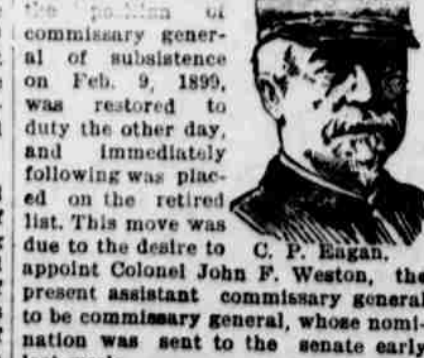 the position of
commissary gener-
al of subsistence
on Feb. 9, 1899,
was restored to
duty the other day,
and immediately
following was plac-
ed on the retired
list. This move was
due to the desire to
C. P. Eagan.
appoint Colonel John F. Weston, the
present assistant commissary general
to be commissary general, whose nomi-
nation was sent to the senate early